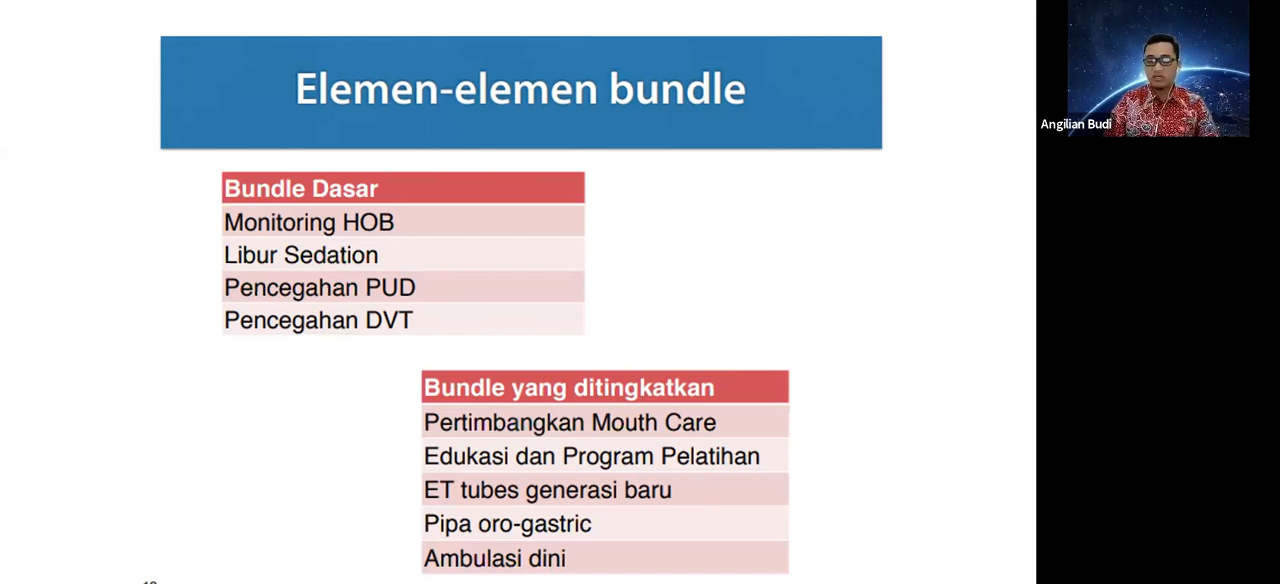 Elemen-elemen bundle
Angilian Budi
Bundle Dasar
Monitoring HOB
Libur Sedation
Pencegahan PUD
Pencegahan DVT
Bundle yang ditingkatkan
Pertimbangkan Mouth Care
Edukasi dan Program Pelatihan
ET tubes generasi baru
Pipa oro-gastric
Ambulasi dini